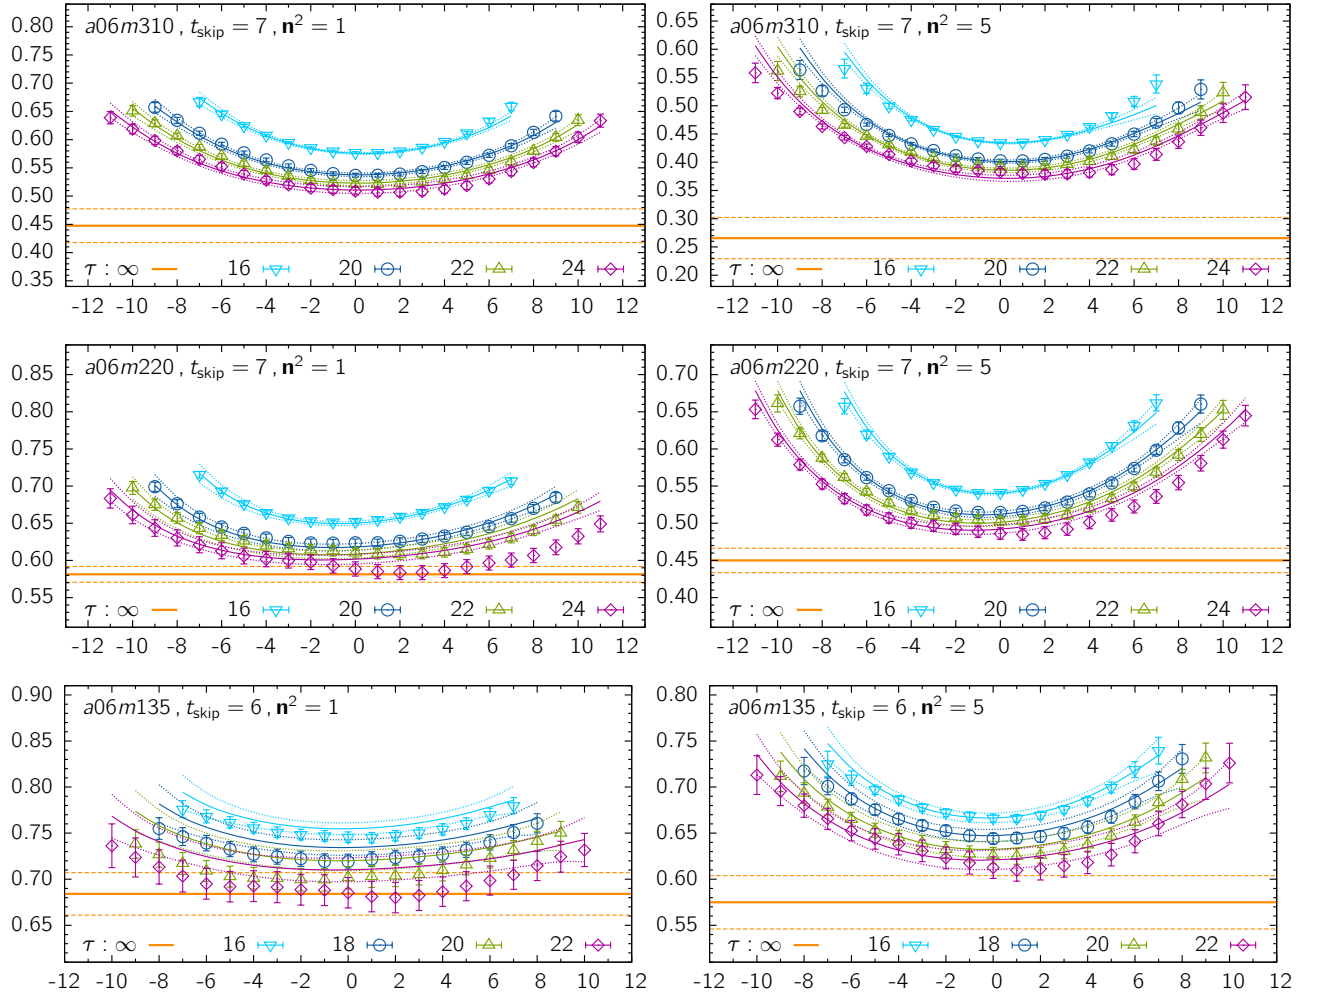 a06m310 , tskip = 7 , n² = 1
0.80
0.75
0.70
0.65
0.60
0.55
0.50
0.45
0.40
0.35
τ : ∞ 16 20 22 24
-12 -10 -8 -6 -4 -2 0 2 4 6 8 10 12
a06m310 , tskip = 7 , n² = 5
0.65
0.60
0.55
0.50
0.45
0.40
0.35
0.30
0.25
0.20
τ : ∞ 16 20 22 24
-12 -10 -8 -6 -4 -2 0 2 4 6 8 10 12
a06m220 , tskip = 7 , n² = 1
0.85
0.80
0.75
0.70
0.65
0.60
0.55
τ : ∞ 16 20 22 24
-12 -10 -8 -6 -4 -2 0 2 4 6 8 10 12
a06m220 , tskip = 7 , n² = 5
0.70
0.65
0.60
0.55
0.50
0.45
0.40
τ : ∞ 16 20 22 24
-12 -10 -8 -6 -4 -2 0 2 4 6 8 10 12
a06m135 , tskip = 6 , n² = 1
0.90
0.85
0.80
0.75
0.70
0.65
τ : ∞ 16 18 20 22
-12 -10 -8 -6 -4 -2 0 2 4 6 8 10 12
a06m135 , tskip = 6 , n² = 5
0.80
0.75
0.70
0.65
0.60
0.55
τ : ∞ 16 18 20 22
-12 -10 -8 -6 -4 -2 0 2 4 6 8 10 12